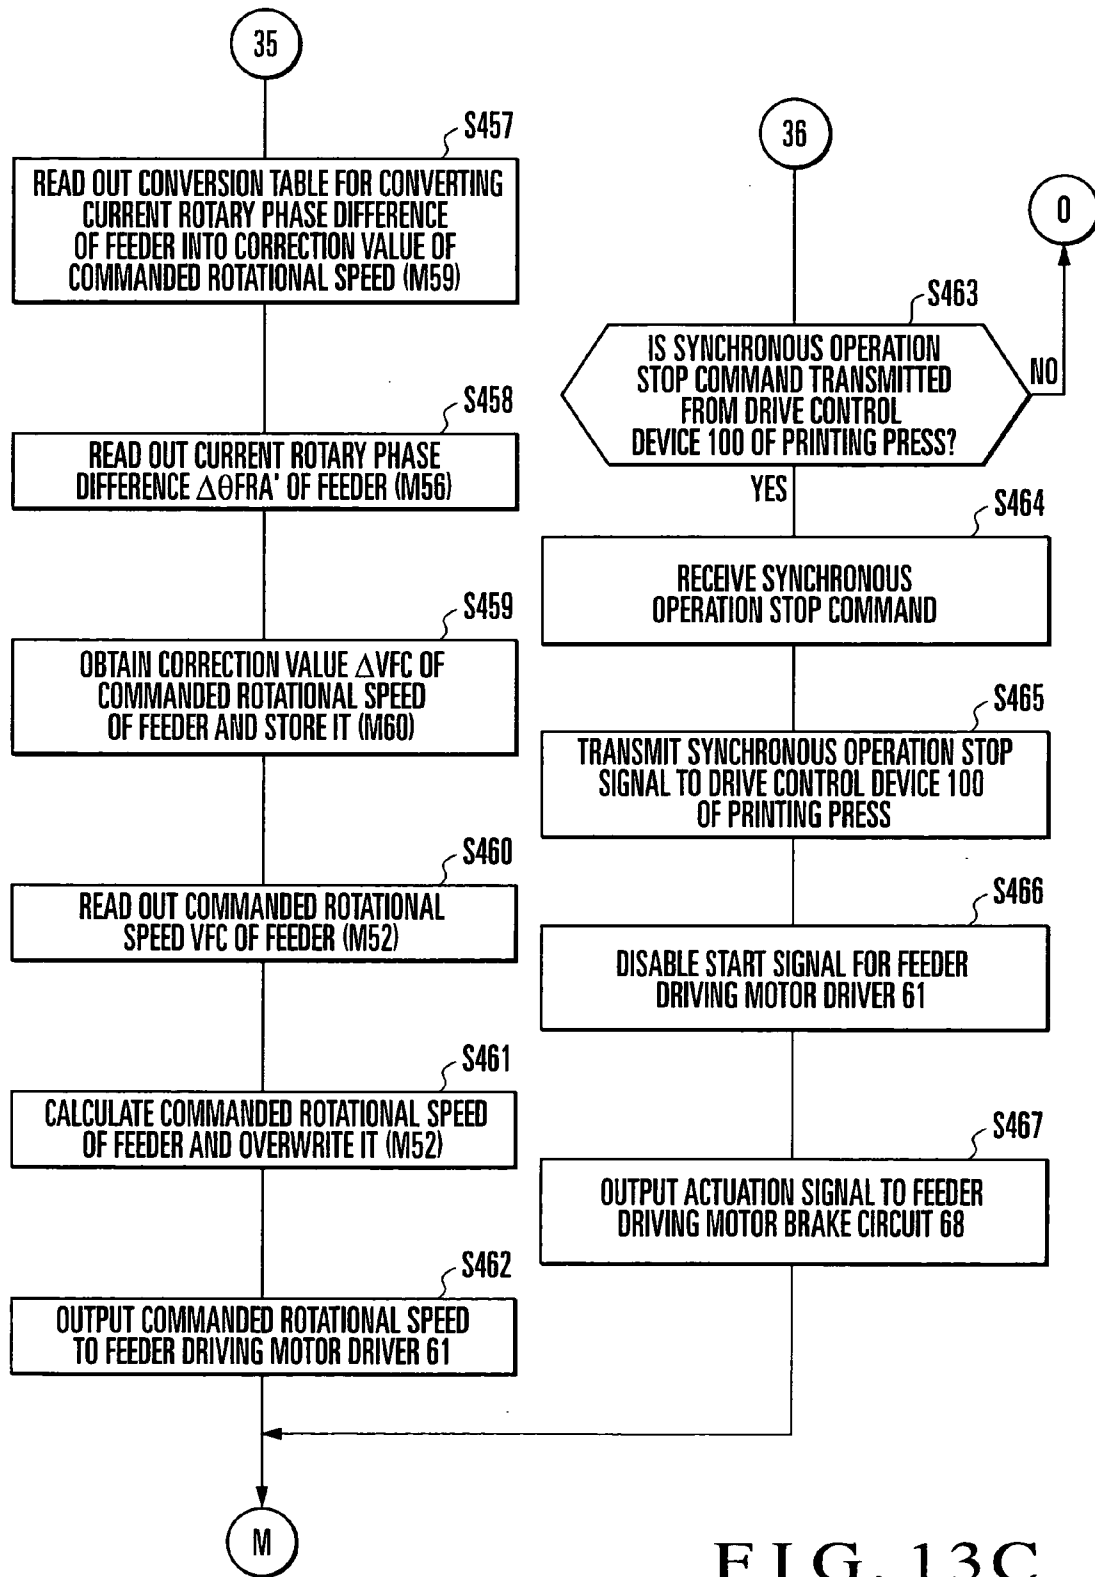 35
S457
READ OUT CONVERSION TABLE FOR CONVERTING
CURRENT ROTARY PHASE DIFFERENCE
OF FEEDER INTO CORRECTION VALUE OF
COMMANDED ROTATIONAL SPEED (M59)
S458
READ OUT CURRENT ROTARY PHASE
DIFFERENCE ΔθFRA' OF FEEDER (M56)
S459
OBTAIN CORRECTION VALUE ΔVFC OF
COMMANDED ROTATIONAL SPEED
OF FEEDER AND STORE IT (M60)
S460
READ OUT COMMANDED ROTATIONAL
SPEED VFC OF FEEDER (M52)
S461
CALCULATE COMMANDED ROTATIONAL SPEED
OF FEEDER AND OVERWRITE IT (M52)
S462
OUTPUT COMMANDED ROTATIONAL SPEED
TO FEEDER DRIVING MOTOR DRIVER 61
M
36
O
S463
IS SYNCHRONOUS OPERATION
STOP COMMAND TRANSMITTED
FROM DRIVE CONTROL
DEVICE 100 OF PRINTING PRESS?
NO
YES
S464
RECEIVE SYNCHRONOUS
OPERATION STOP COMMAND
S465
TRANSMIT SYNCHRONOUS OPERATION STOP
SIGNAL TO DRIVE CONTROL DEVICE 100
OF PRINTING PRESS
S466
DISABLE START SIGNAL FOR FEEDER
DRIVING MOTOR DRIVER 61
S467
OUTPUT ACTUATION SIGNAL TO FEEDER
DRIVING MOTOR BRAKE CIRCUIT 68
FIG. 13C